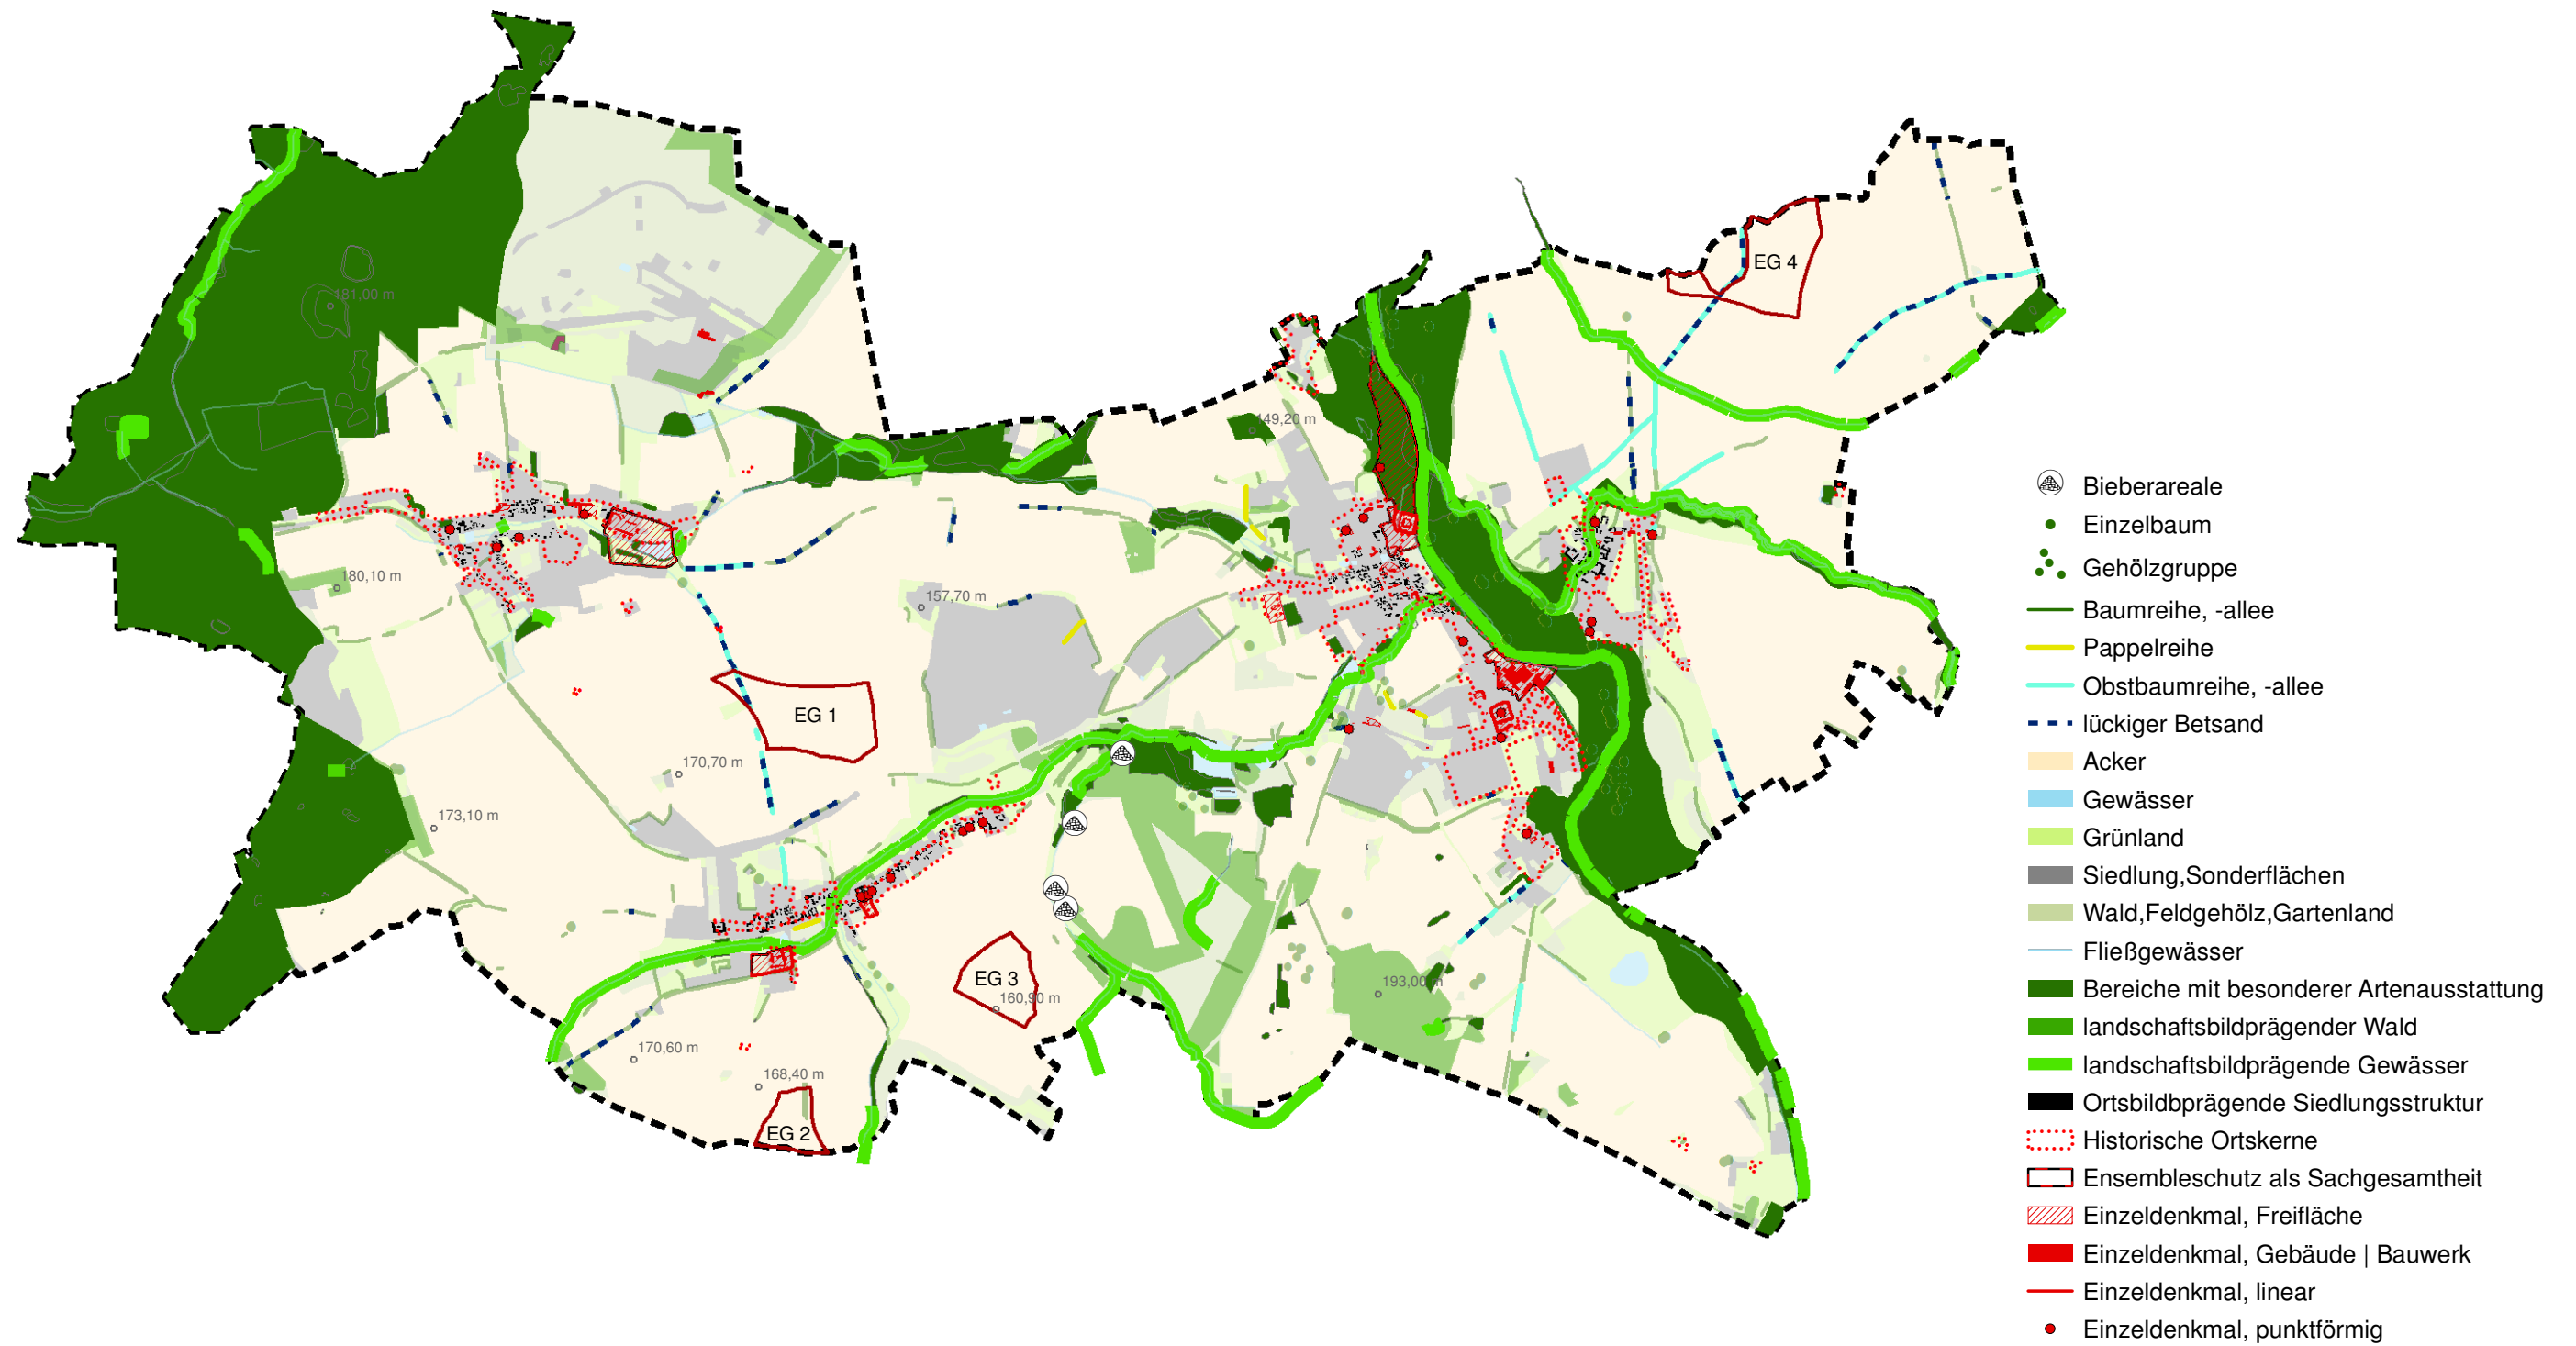 EG 4
181,00 m
149,20 m
180,10 m
157,70 m
EG 1
170,70 m
173,10 m
EG 3
160,90 m
193,00 m
170,60 m
168,40 m
EG 2
Bieberareale
Einzelbaum
Gehölzgruppe
Baumreihe, -allee
Pappelreihe
Obstbaumreihe, -allee
lückiger Betsand
Acker
Gewässer
Grünland
Siedlung,Sonderflächen
Wald,Feldgehölz,Gartenland
Fließgewässer
Bereiche mit besonderer Artenausstattung
landschaftsbildprägender Wald
landschaftsbildprägende Gewässer
Ortsbildbprägende Siedlungsstruktur
Historische Ortskerne
Ensembleschutz als Sachgesamtheit
Einzeldenkmal, Freifläche
Einzeldenkmal, Gebäude | Bauwerk
Einzeldenkmal, linear
Einzeldenkmal, punktförmig